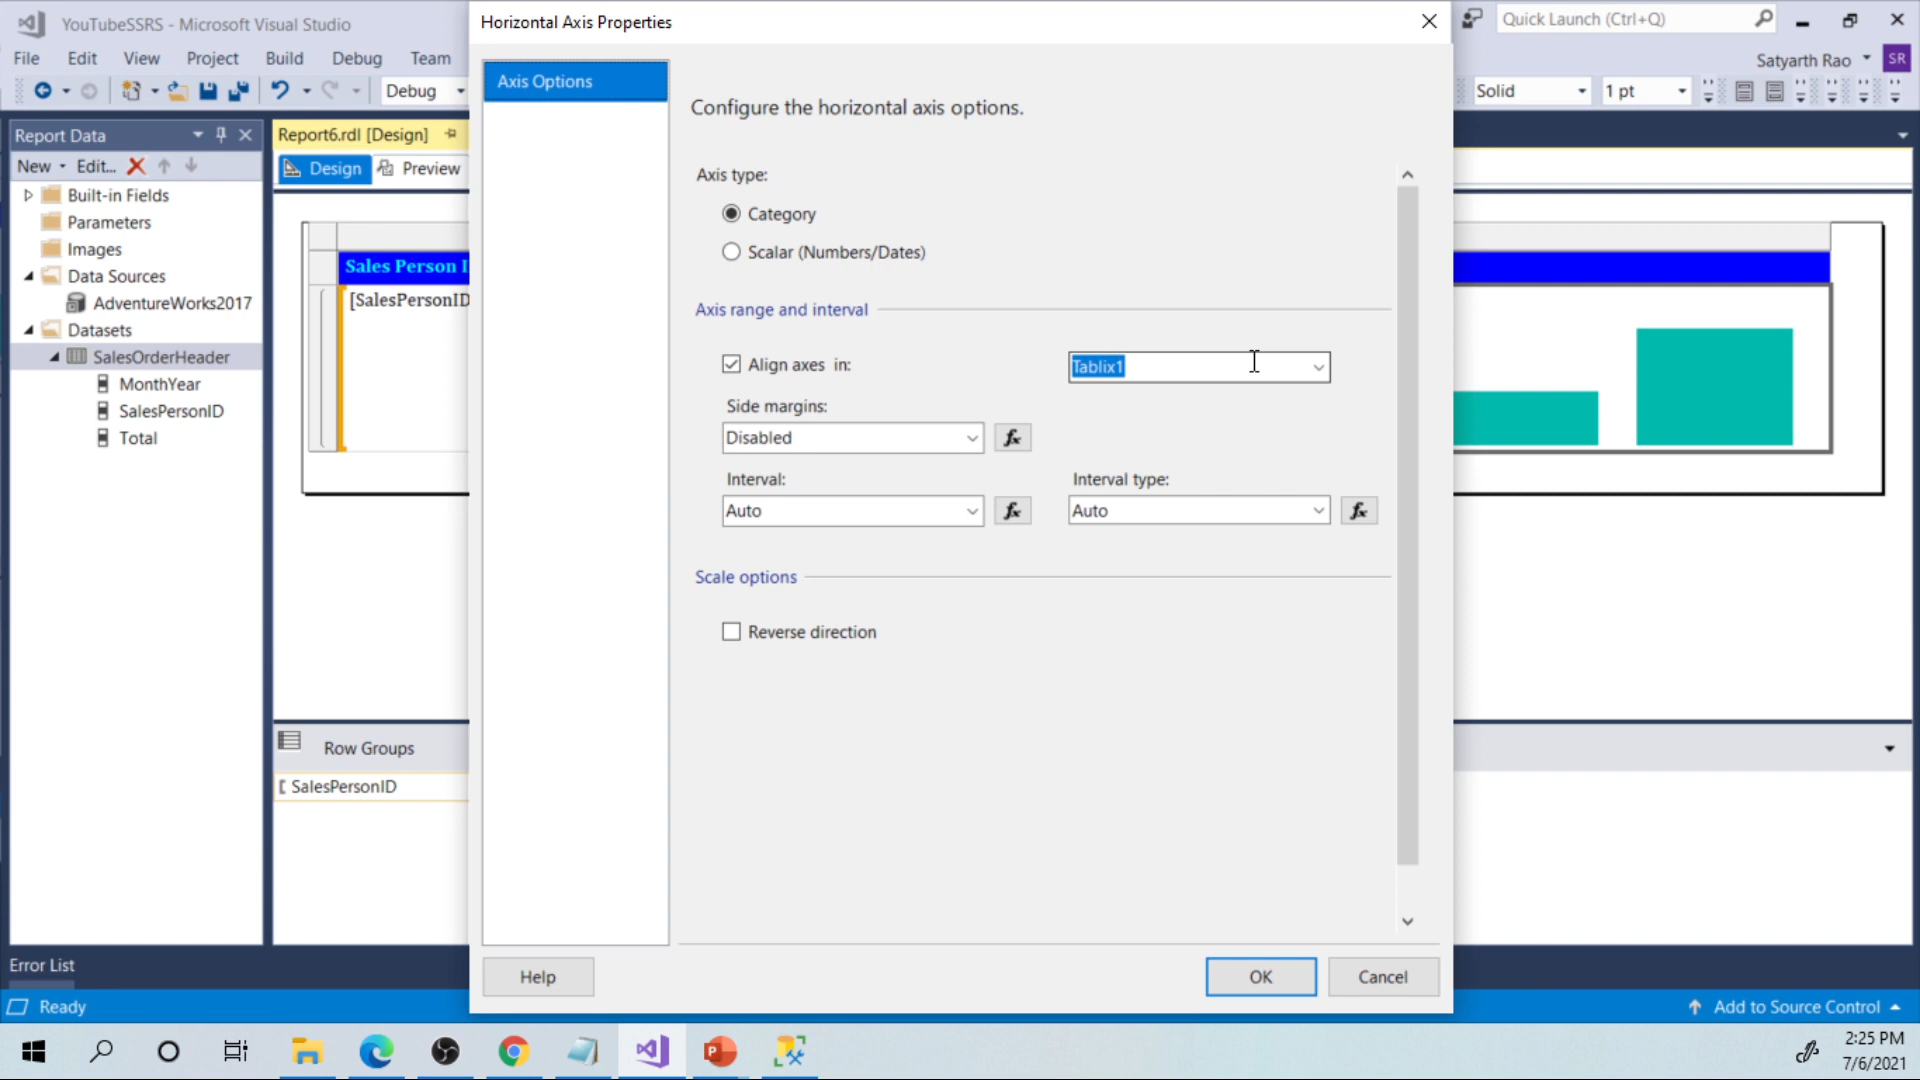 YouTubeSSRS - Microsoft Visual Studio
Horizontal Axis Properties
Quick Launch (Ctrl+Q)
File Edit View Project Build Debug Team
Satyarth Rao SR
Debug
Solid 1 pt
Report Data
New Edit...
Built-in Fields
Parameters
Images
Data Sources
AdventureWorks2017
Datasets
SalesOrderHeader
MonthYear
SalesPersonID
Total
Report6.rdl [Design]
Design Preview
Sales Person I
[SalesPersonID
Row Groups
SalesPersonID
Axis Options
Configure the horizontal axis options.
Axis type:
Category
Scalar (Numbers/Dates)
Axis range and interval
Align axes in: Tablix1
Side margins:
Disabled fx
Interval: Interval type:
Auto fx Auto fx
Scale options
Reverse direction
Help OK Cancel
Error List
Ready Add to Source Control
2:25 PM
7/6/2021